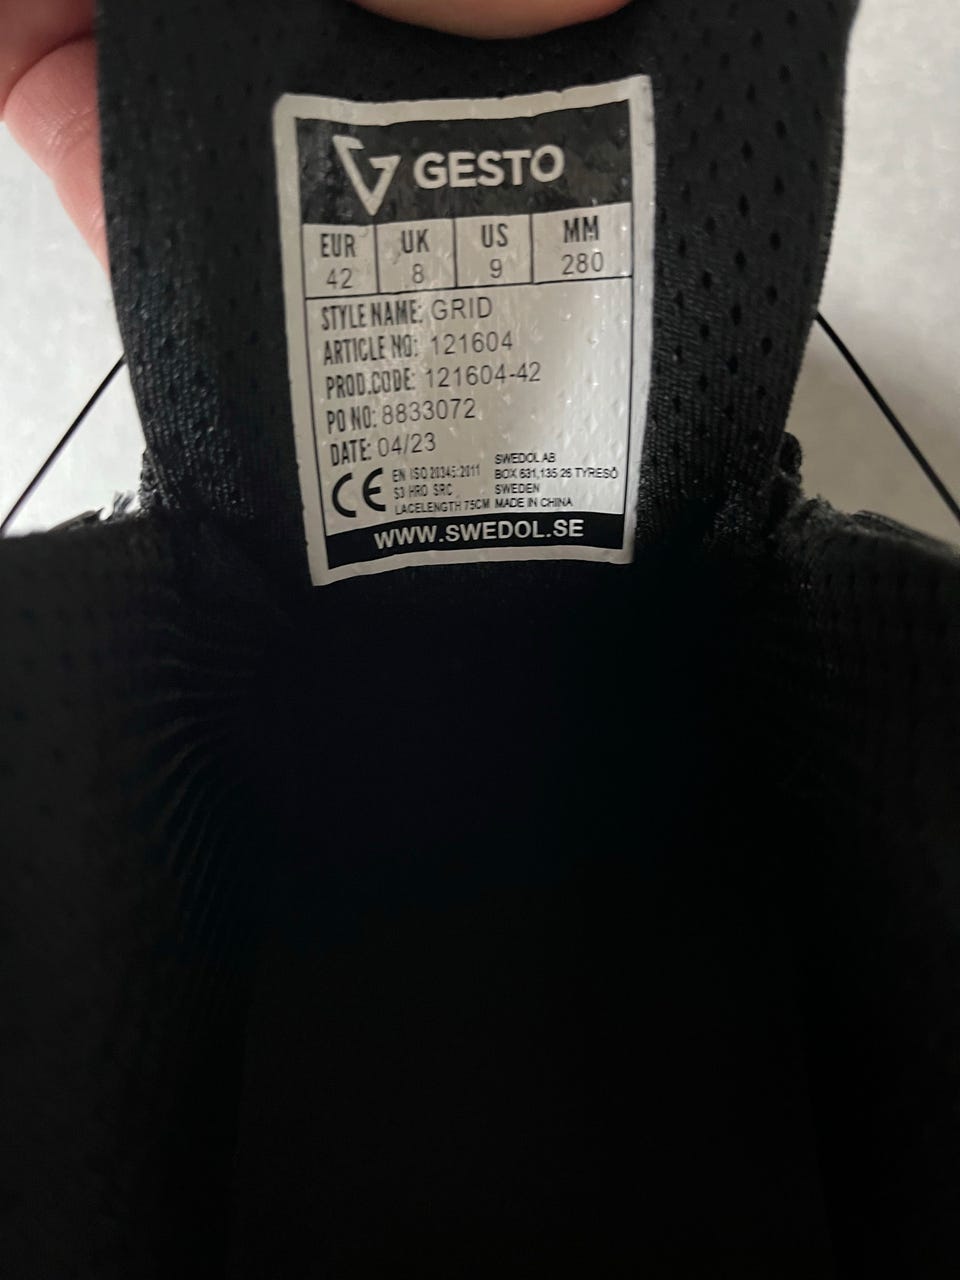 GESTO
EUR UK US MM
42 8 9 280
STYLE NAME: GRID
ARTICLE NO: 121604
PROD.CODE: 121604-42
PO NO: 8833072
DATE: 04/23
CE
EN ISO 20345:2011
S3 HRO SRC
LACELENGTH 75CM
SWEDOL AB
BOX 631,135 26 TYRESÖ
SWEDEN
MADE IN CHINA
WWW.SWEDOL.SE